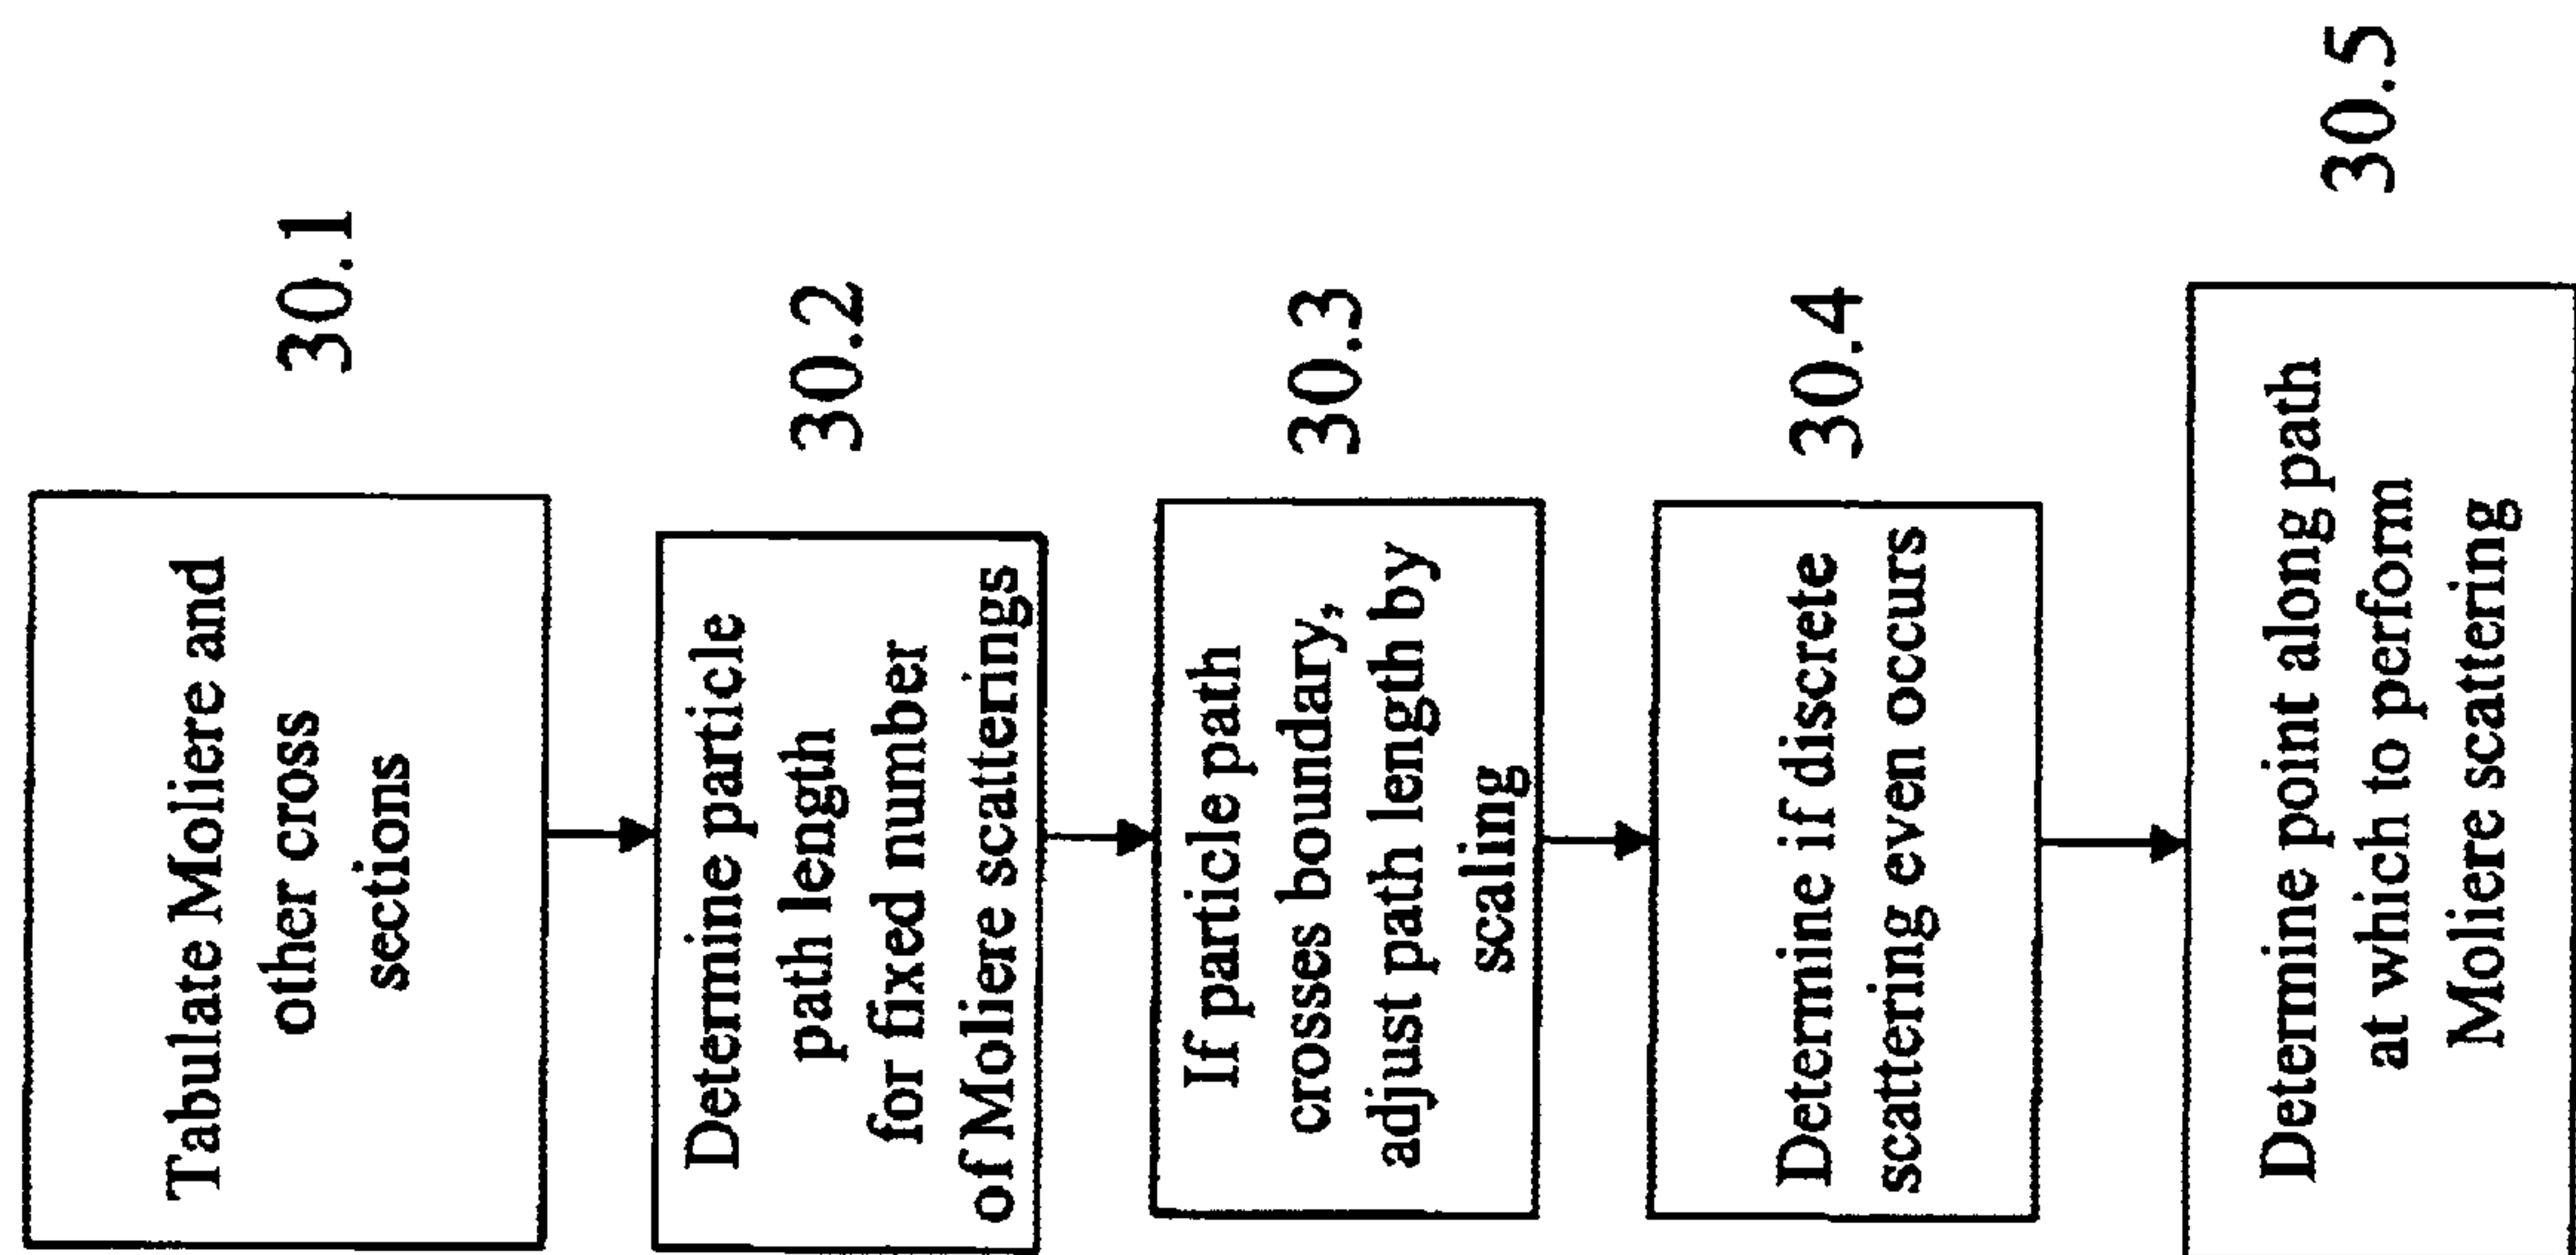 Tabulate Moliere and
other cross
sections
30.1
Determine particle
path length
for fixed number
of Moliere scatterings
30.2
If particle path
crosses boundary,
adjust path length by
scaling
30.3
Determine if discrete
scattering even occurs
30.4
Determine point along path
at which to perform
Moliere scattering
30.5